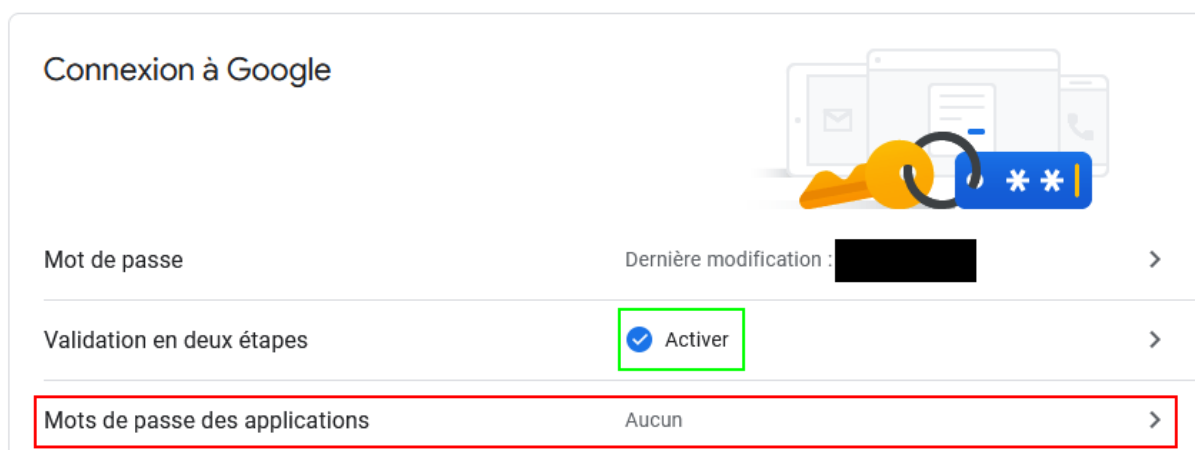 Connexion à Google
* *
Mot de passe
Dernière modification :
Validation en deux étapes
Activer
Mots de passe des applications
Aucun